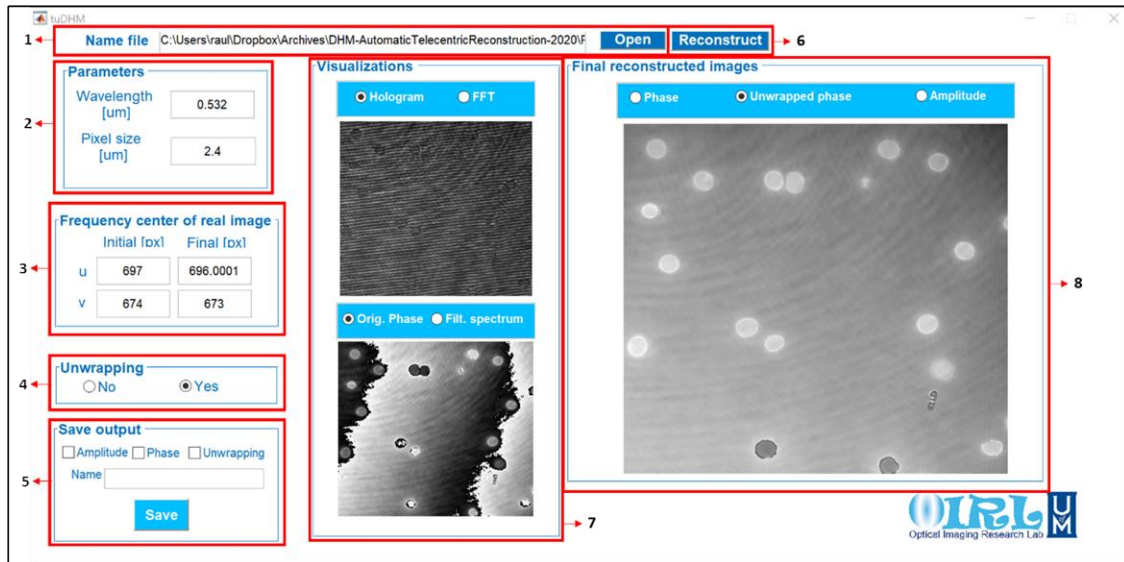 tuDHM
1
Name file
C:\Users\raul\Dropbox\Archives\DHM-AutomaticTelecentricReconstruction-2020\F
Open
Reconstruct
6
Parameters
Wavelength
[um]
0.532
2
Pixel size
[um]
2.4
Frequency center of real image
Initial [px] Final [px]
3
u 697 696.0001
v 674 673
4
Unwrapping
No Yes
Save output
Amplitude Phase Unwrapping
5
Name
Save
Visualizations
Hologram FFT
Orig. Phase Filt. spectrum
7
Final reconstructed images
Phase Unwrapped phase Amplitude
8
OIRL UM
Optical Imaging Research Lab